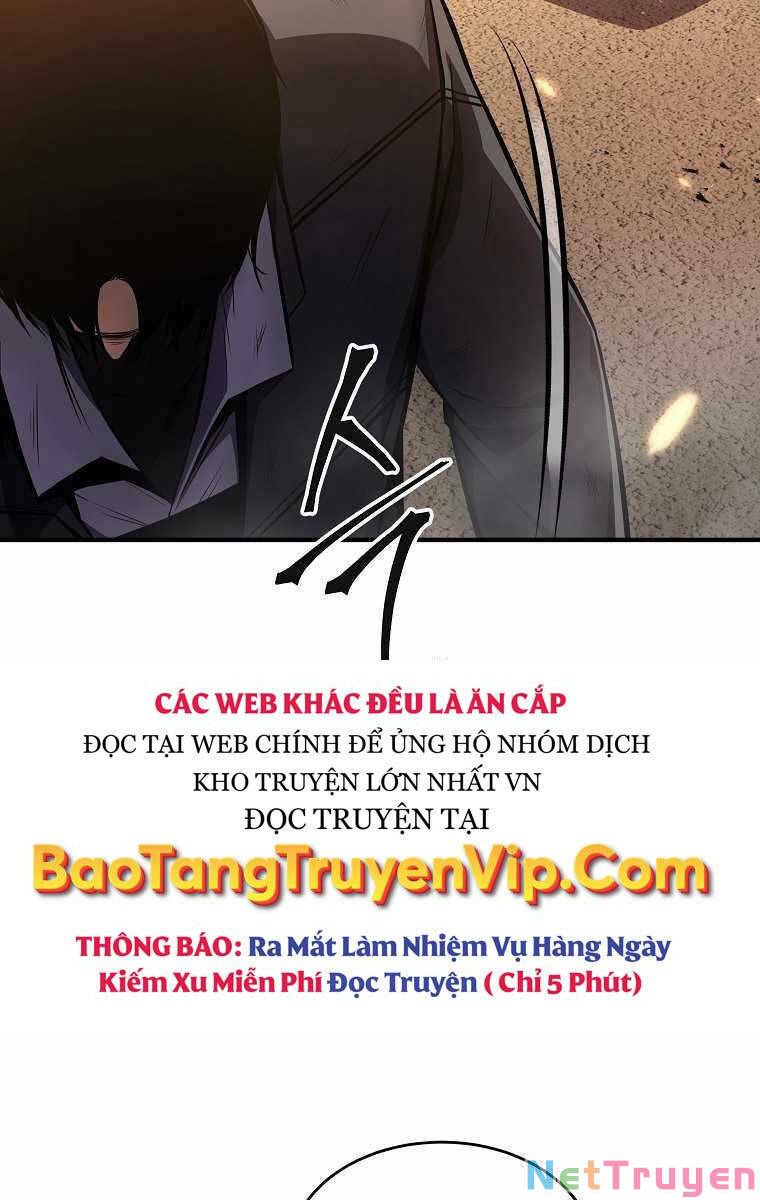 스윽
CÁC WEB KHÁC ĐỀU LÀ ĂN CẮP
ĐỌC TẠI WEB CHÍNH ĐỂ ỦNG HỘ NHÓM DỊCH
KHO TRUYỆN LỚN NHẤT VN
ĐỌC TRUYỆN TẠI
BaoTangTruyenVip.Com
THÔNG BÁO: Ra Mắt Làm Nhiệm Vụ Hàng Ngày
Kiếm Xu Miễn Phí Đọc Truyện ( Chỉ 5 Phút)
NetTruyen